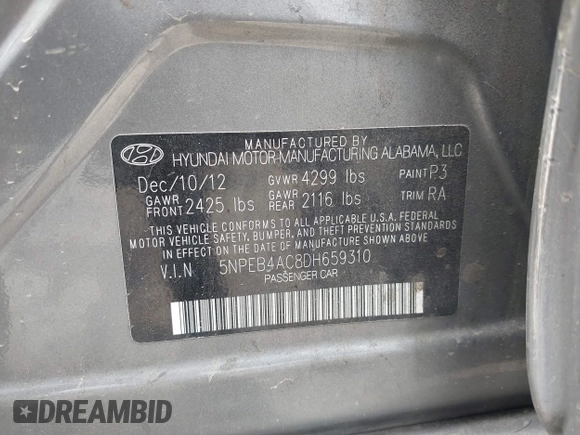 MANUFACTURED BY
HYUNDAI MOTOR MANUFACTURING ALABAMA, LLC
Dec/10/12 GVWR 4299 lbs PAINT P3
GAWR FRONT 2425 lbs GAWR REAR 2116 lbs TRIM RA
THIS VEHICLE CONFORMS TO ALL APPLICABLE U.S.A. FEDERAL
MOTOR VEHICLE SAFETY, BUMPER, AND THEFT PREVENTION STANDARDS
IN EFFECT ON THE DATE OF MANUFACTURE SHOWN ABOVE.
V.I.N 5NPEB4AC8DH659310
PASSENGER CAR
DREAMBID